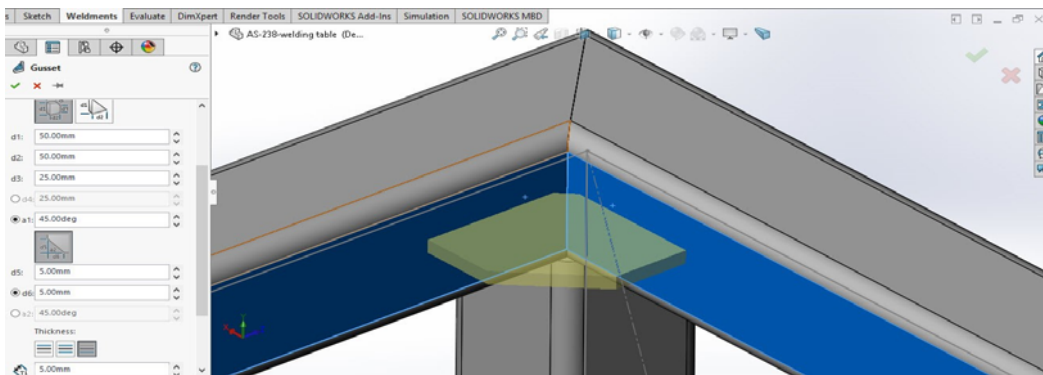 s Sketch Weldments Evaluate DimXpert Render Tools SOLIDWORKS Add-Ins Simulation SOLIDWORKS MBD
AS-238-welding table (De...
Gusset
d1: 50.00mm
d2: 50.00mm
d3: 25.00mm
d4: 25.00mm
a1: 45.00deg
d5: 5.00mm
d6: 5.00mm
a2: 45.00deg
Thickness:
5.00mm